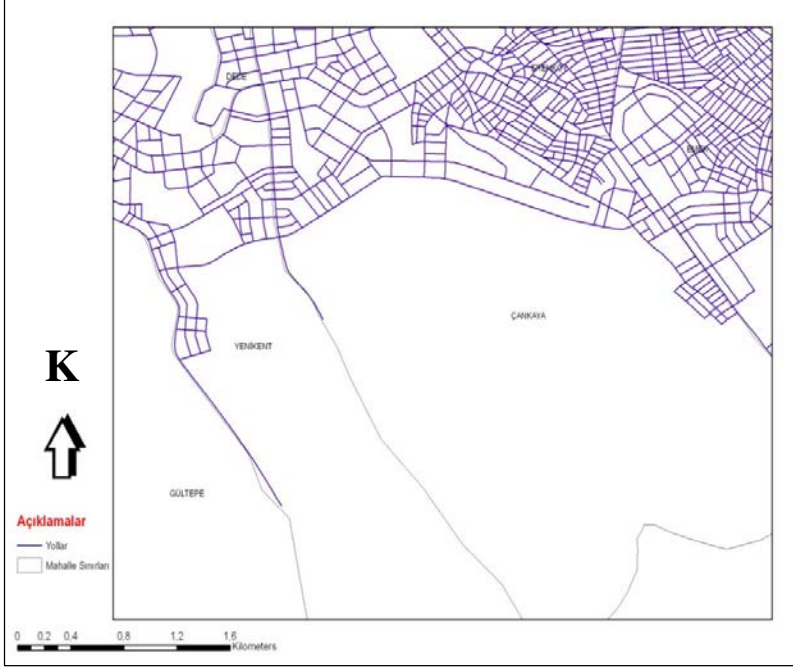 DEDE
ÇANKAYA
YENİKENT
K
GÜLTEPE
Açıklamalar
Yollar
Mahalle Sınırları
0 0,2 0,4 0,8 1,2 1,6
Kilometers